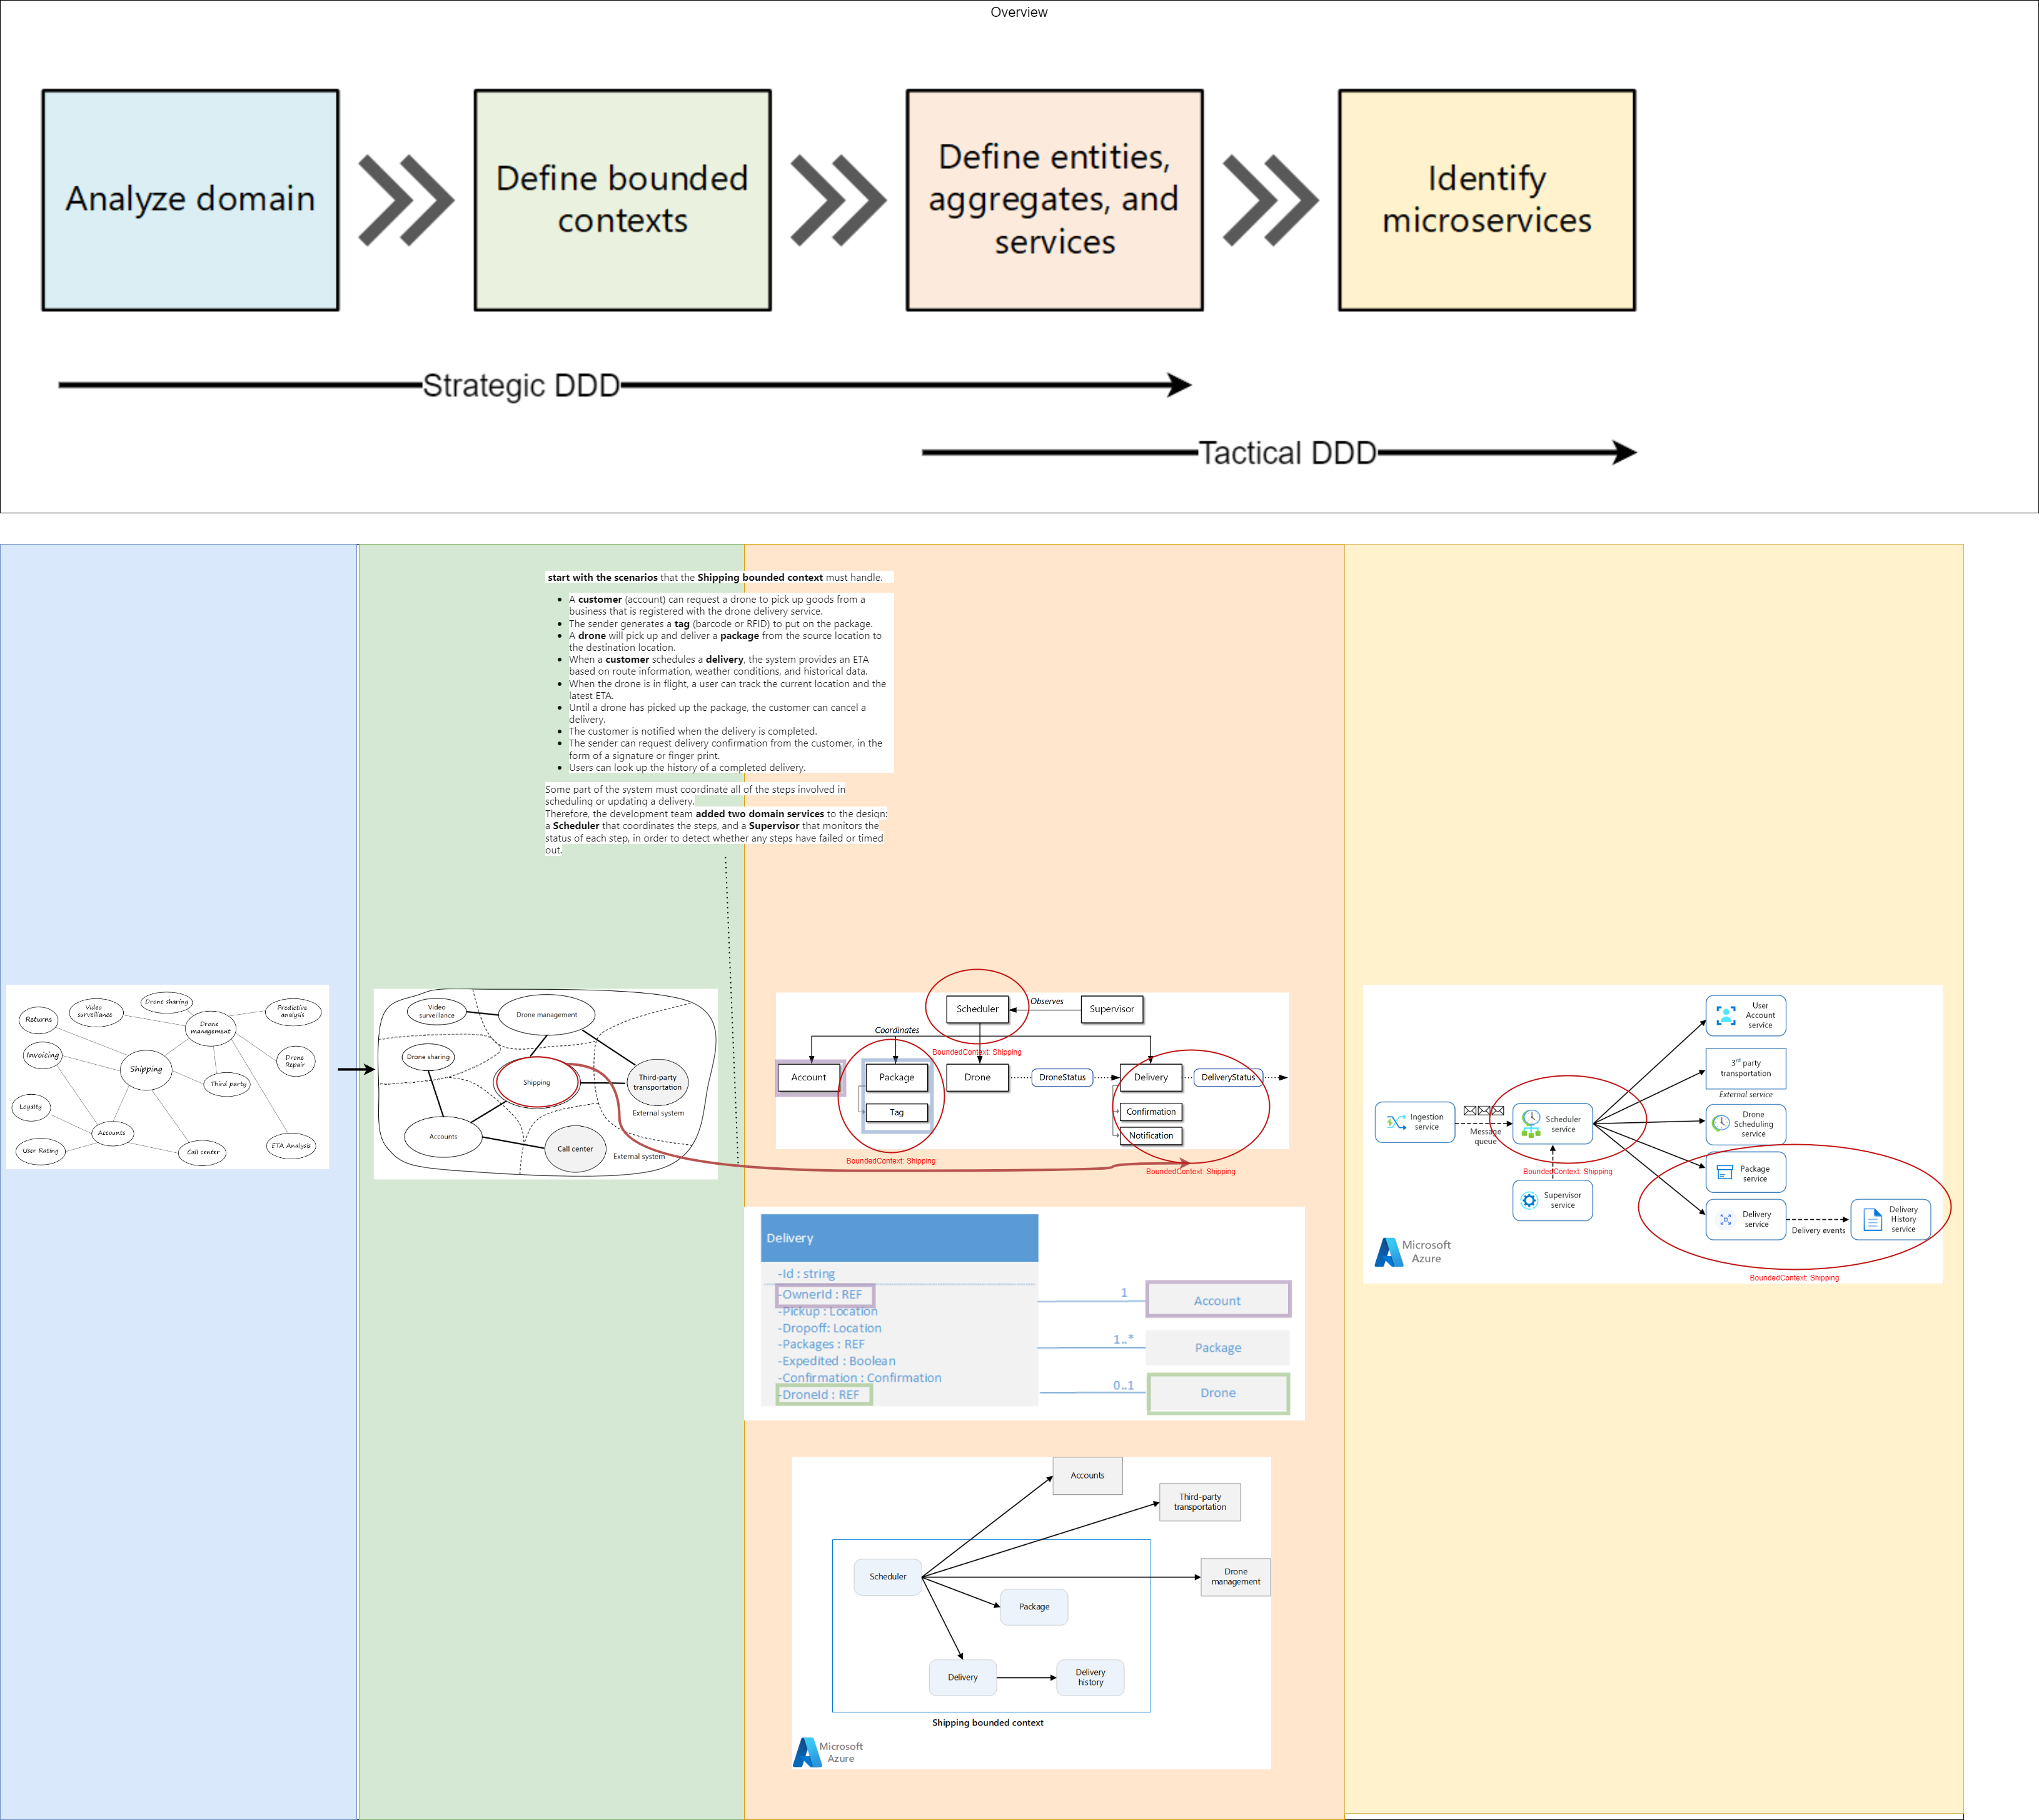 Overview
Analyze domain
Define bounded
contexts
Define entities,
aggregates, and
services
Identify
microservices
Strategic DDD
Tactical DDD
start with the scenarios that the Shipping bounded context must handle.
• A customer (account) can request a drone to pick up goods from a
business that is registered with the drone delivery service.
• The sender generates a tag (barcode or RFID) to put on the package.
• A drone will pick up and deliver a package from the source location to
the destination location.
• When a customer schedules a delivery, the system provides an ETA
based on route information, weather conditions, and historical data.
• When the drone is in flight, a user can track the current location and the
latest ETA.
• Until a drone has picked up the package, the customer can cancel a
delivery.
• The customer is notified when the delivery is completed.
• The sender can request delivery confirmation from the customer, in the
form of a signature or finger print.
• Users can look up the history of a completed delivery.
Some part of the system must coordinate all of the steps involved in
scheduling or updating a delivery.
Therefore, the development team added two domain services to the design:
a Scheduler that coordinates the steps, and a Supervisor that monitors the
status of each step, in order to detect whether any steps have failed or timed
out.
Drone sharing
Video
surveillance
Predictive
analysis
Returns
Drone
management
Invoicing
Drone
Repair
Shipping
Third party
Loyalty
Accounts
User Rating
Call center
ETA Analysis
Video
surveillance
Drone management
Drone sharing
Shipping
Third-party
transportation
External system
Accounts
Call center
External system
Scheduler
Observes
Supervisor
Coordinates
BoundedContext: Shipping
Account
Package
Drone
DroneStatus
Delivery
DeliveryStatus
Tag
Confirmation
Notification
BoundedContext: Shipping
BoundedContext: Shipping
Delivery
-Id : string
-OwnerId : REF
-Pickup : Location
-Dropoff: Location
-Packages : REF
-Expedited : Boolean
-Confirmation : Confirmation
-DroneId : REF
1
Account
1..*
Package
0..1
Drone
Accounts
Third-party
transportation
Scheduler
Drone
management
Package
Delivery
Delivery
history
Shipping bounded context
Microsoft
Azure
User
Account
service
3rd party
transportation
External service
Ingestion
service
Message
queue
Scheduler
service
Drone
Scheduling
service
BoundedContext: Shipping
Package
service
Supervisor
service
Delivery
service
Delivery events
Delivery
History
service
Microsoft
Azure
BoundedContext: Shipping